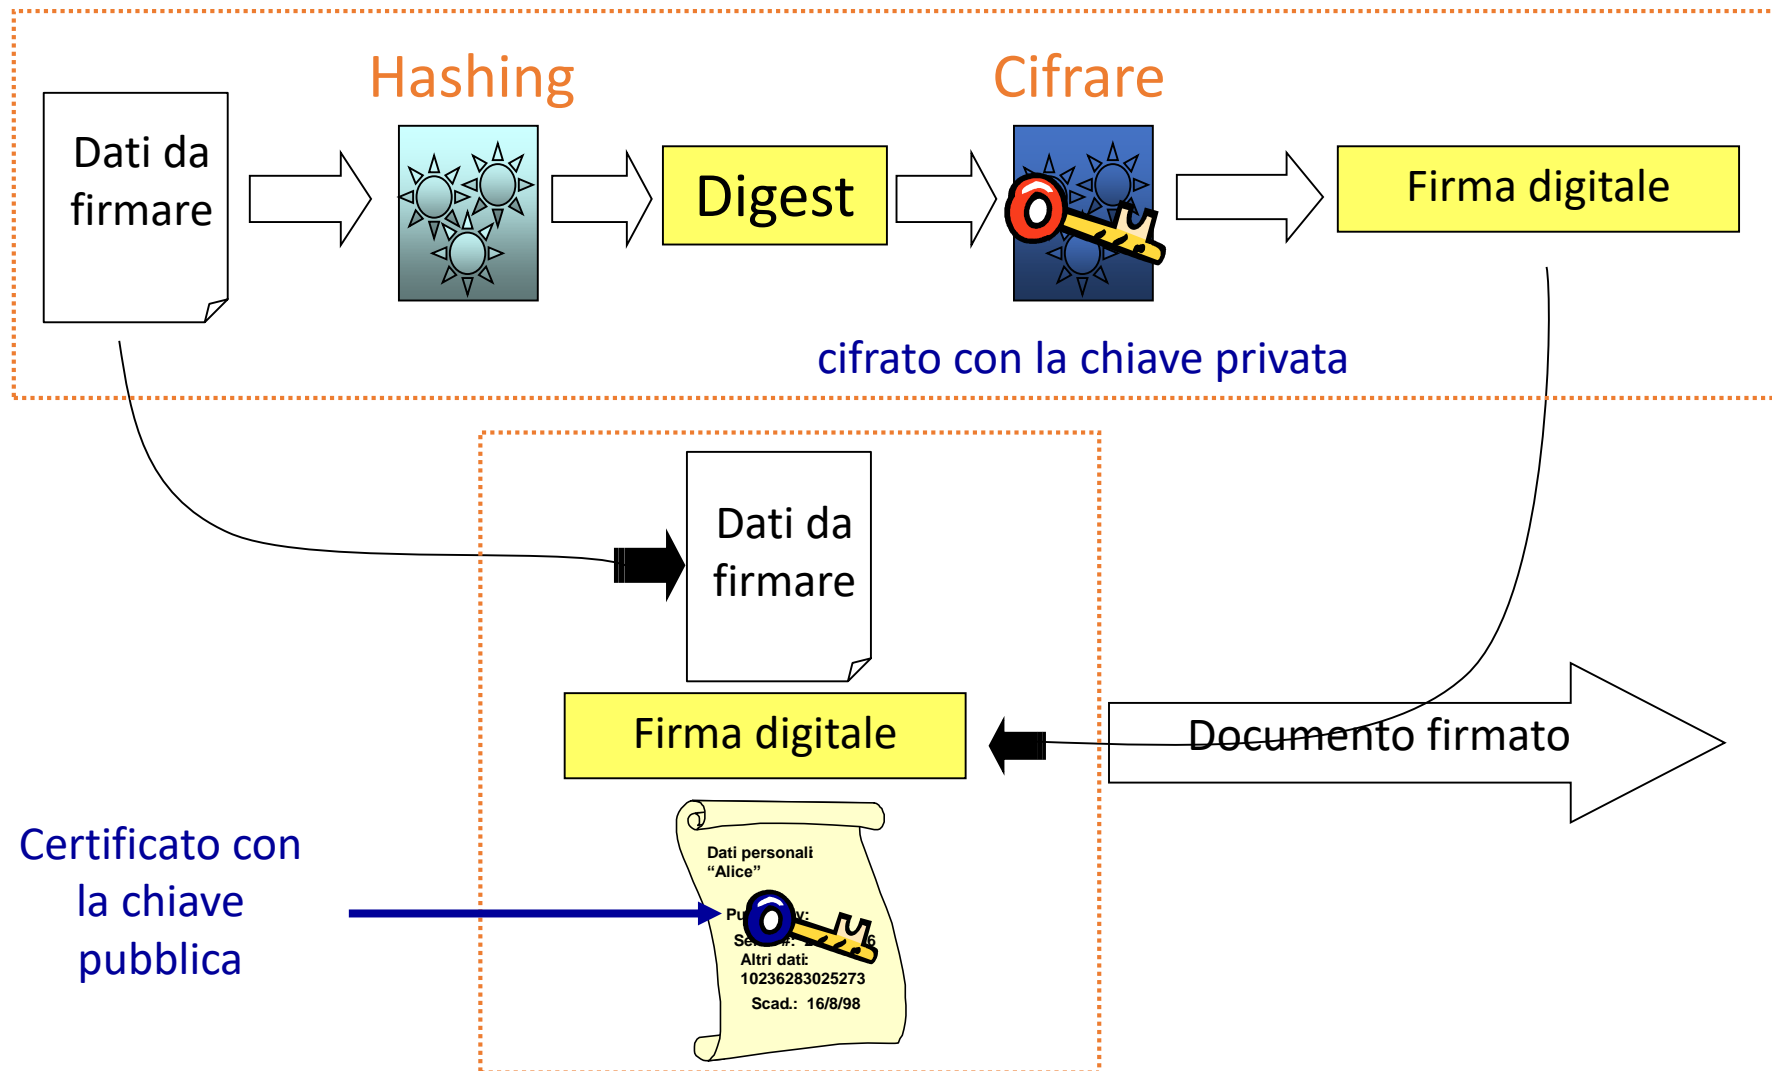 Hashing
Cifrare
Dati da
firmare
Digest
Firma digitale
cifrato con la chiave privata
Dati da
firmare
Firma digitale
Documento firmato
Certificato con
la chiave
pubblica
Dati personali:
“Alice”
Altri dati:
10236283025273
Scad.: 16/8/98